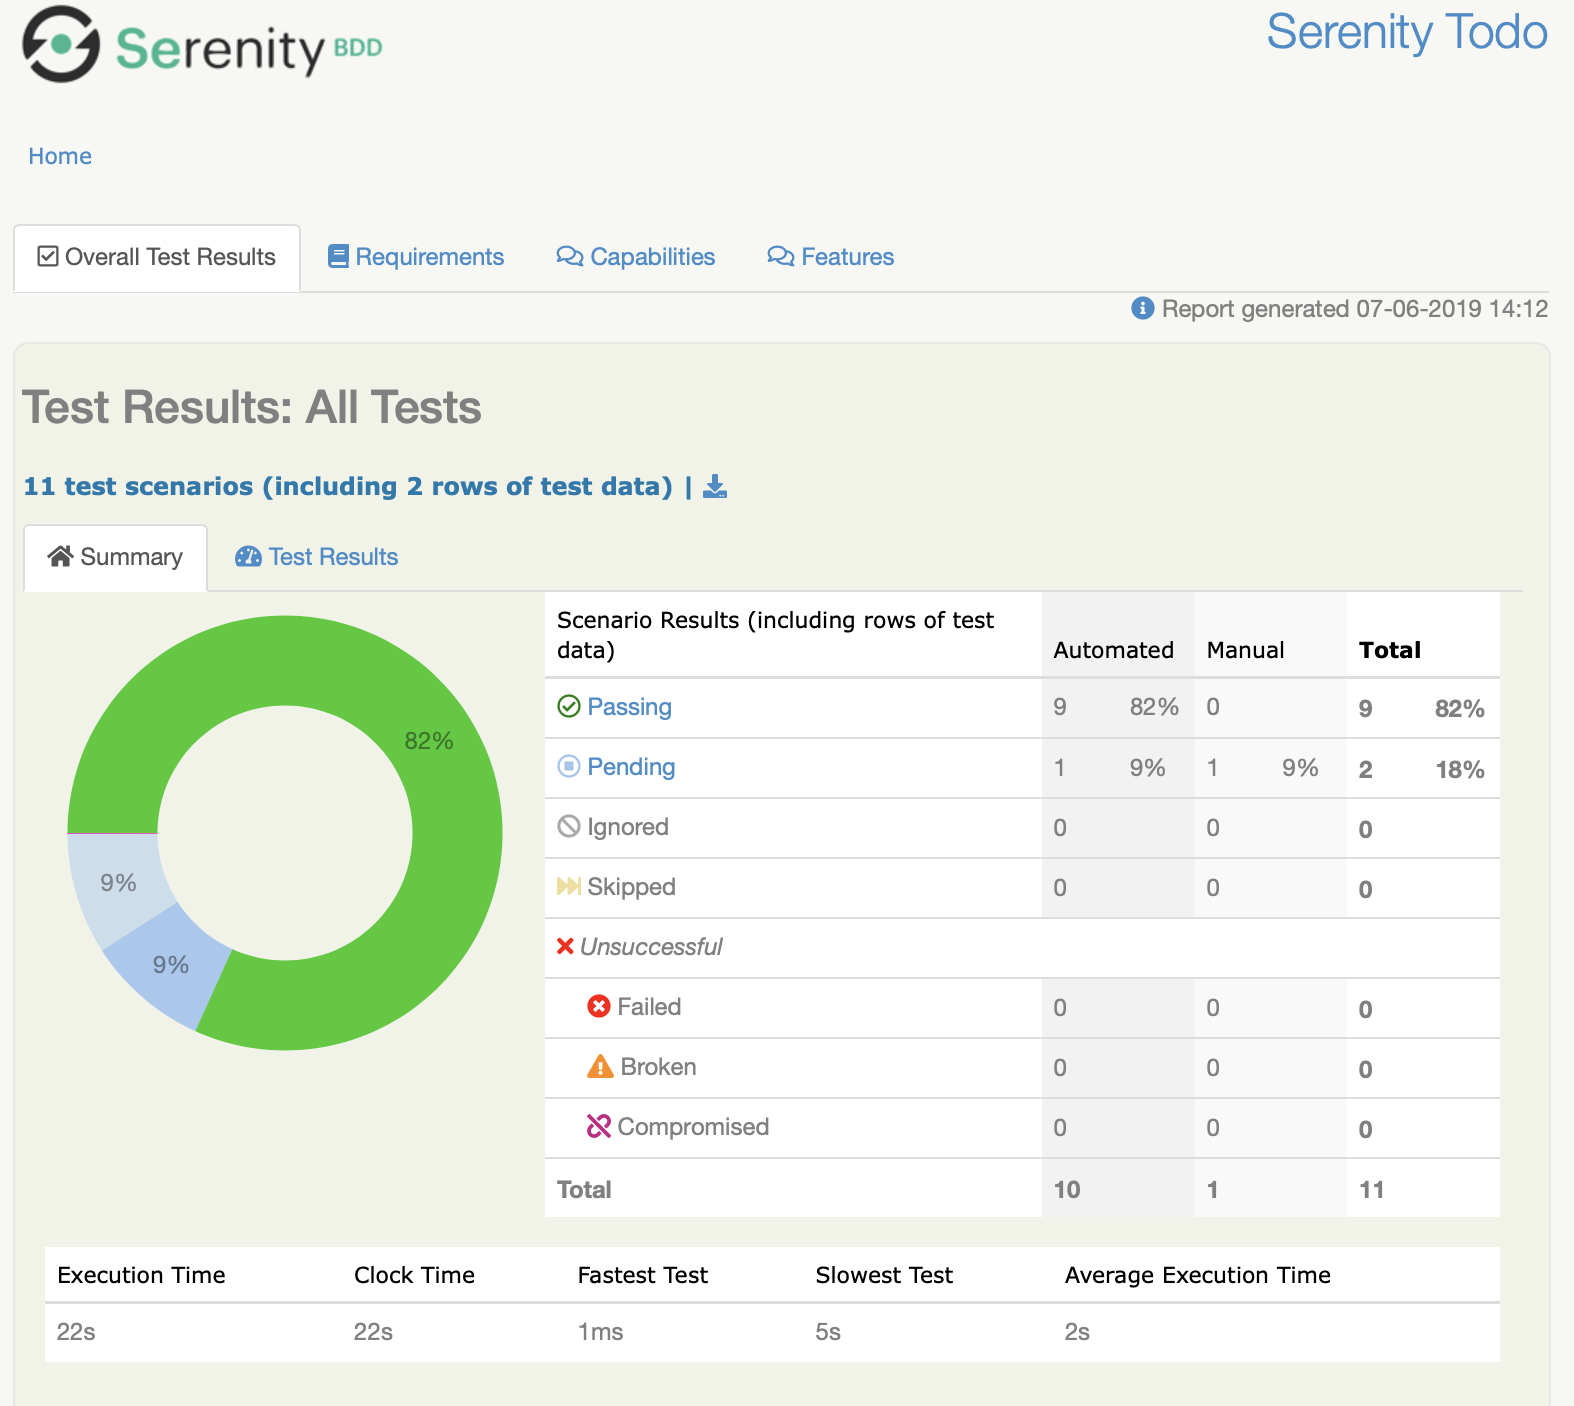 Serenity BDD
Serenity Todo
Home
Overall Test Results
Requirements
Capabilities
Features
Report generated 07-06-2019 14:12
Test Results: All Tests
11 test scenarios (including 2 rows of test data) |
Summary
Test Results
82%
9%
9%
Scenario Results (including rows of test
data)
Automated
Manual
Total
Passing 9 82% 0 9 82%
Pending 1 9% 1 9% 2 18%
Ignored 0 0 0
Skipped 0 0 0
Unsuccessful
Failed 0 0 0
Broken 0 0 0
Compromised 0 0 0
Total 10 1 11
Execution Time Clock Time Fastest Test Slowest Test Average Execution Time
22s 22s 1ms 5s 2s